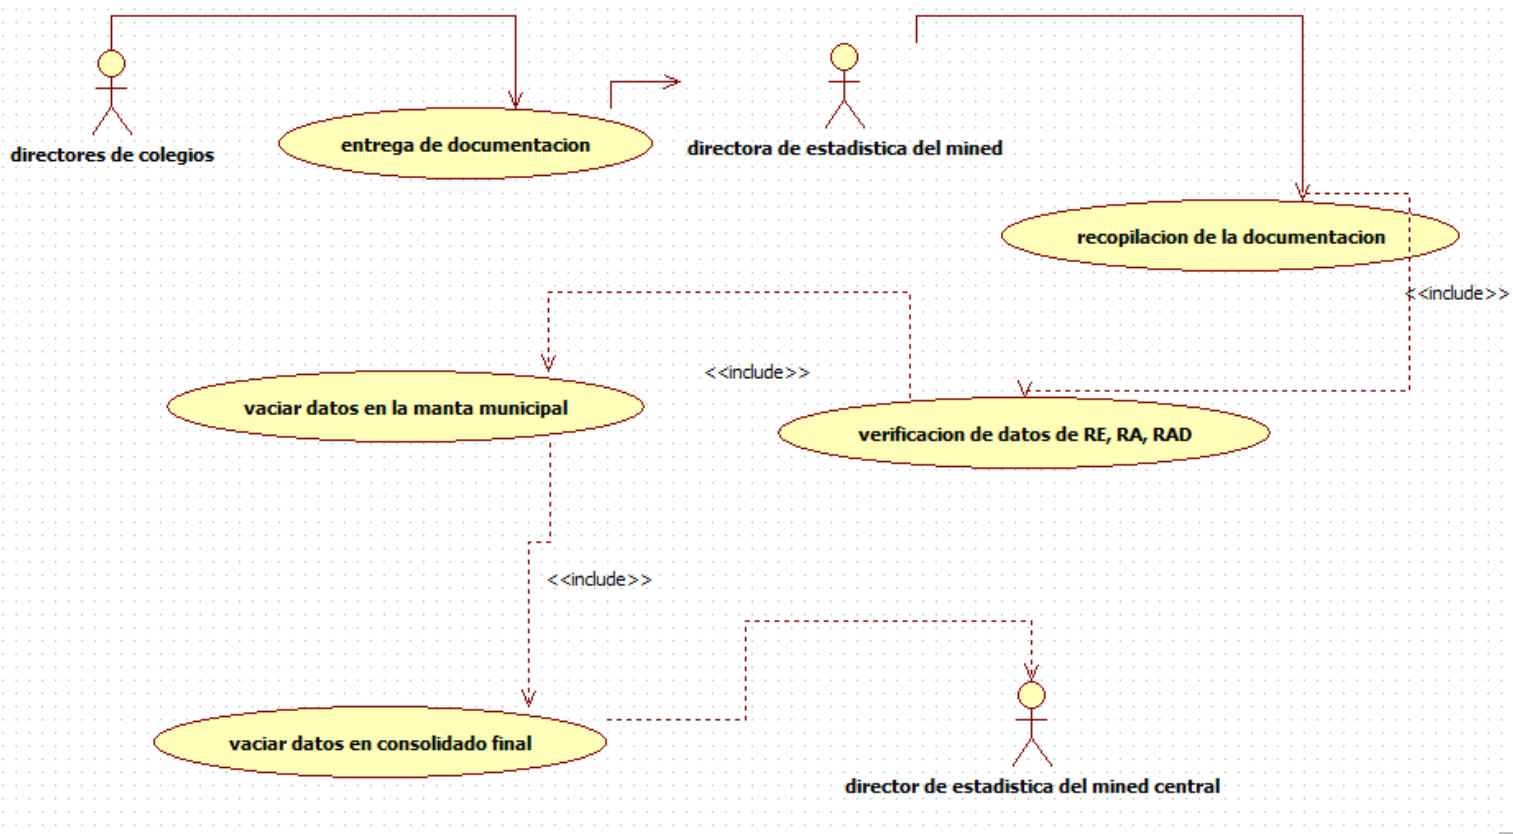 directores de colegios
entrega de documentacion
directora de estadistica del mined
recopilacion de la documentacion
<<include>>
<<include>>
vaciar datos en la manta municipal
verificacion de datos de RE, RA, RAD
<<include>>
vaciar datos en consolidado final
director de estadistica del mined central